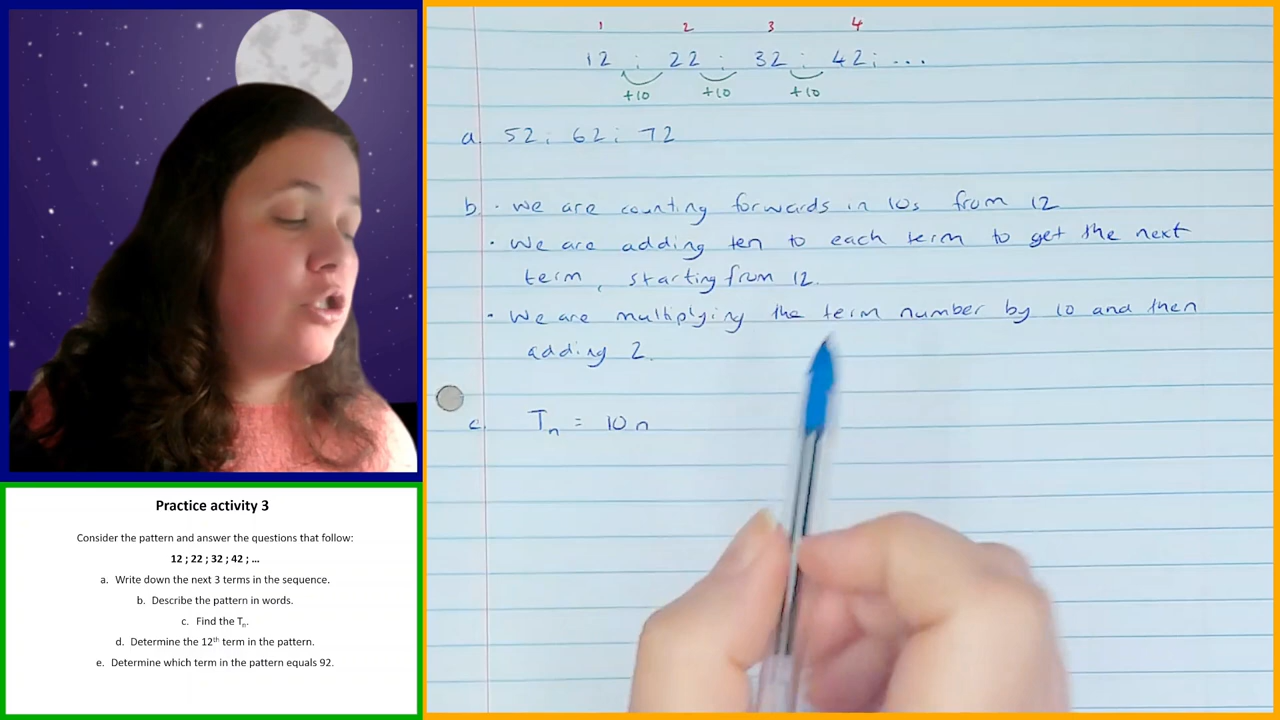 1 2 3 4
12 ; 22 ; 32 ; 42 ; ...
+10 +10 +10
a. 52 ; 62 ; 72
b. · We are counting forwards in 10s from 12
· We are adding ten to each term to get the next
term, starting from 12.
· We are multiplying the term number by 10 and then
adding 2.
c. Tn = 10n
Practice activity 3
Consider the pattern and answer the questions that follow:
12 ; 22 ; 32 ; 42 ; ...
a. Write down the next 3 terms in the sequence.
b. Describe the pattern in words.
c. Find the Tn.
d. Determine the 12th term in the pattern.
e. Determine which term in the pattern equals 92.